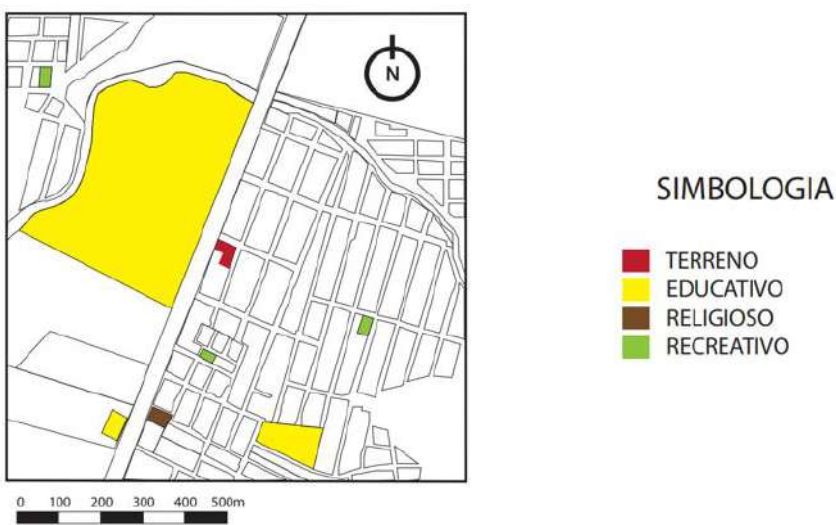 N
SIMBOLOGIA
TERRENO
EDUCATIVO
RELIGIOSO
RECREATIVO
0 100 200 300 400 500m